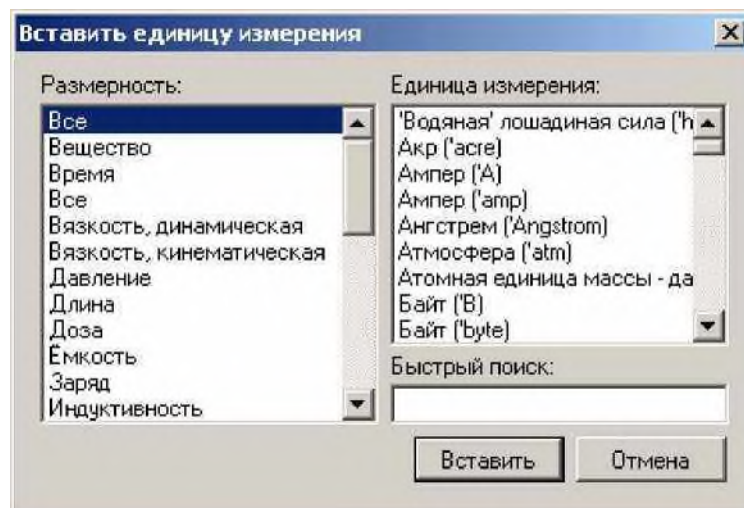 Вставить единицу измерения
Размерность:
Все
Вещество
Время
Все
Вязкость, динамическая
Вязкость, кинематическая
Давление
Длина
Доза
Ёмкость
Заряд
Индуктивность
Единица измерения:
'Водяная' лошадиная сила ('h
Акр ('acre)
Ампер ('A)
Ампер ('amp)
Ангстрем ('Angstrom)
Атмосфера ('atm)
Атомная единица массы - да
Байт ('B)
Байт ('byte)
Быстрый поиск:
Вставить
Отмена